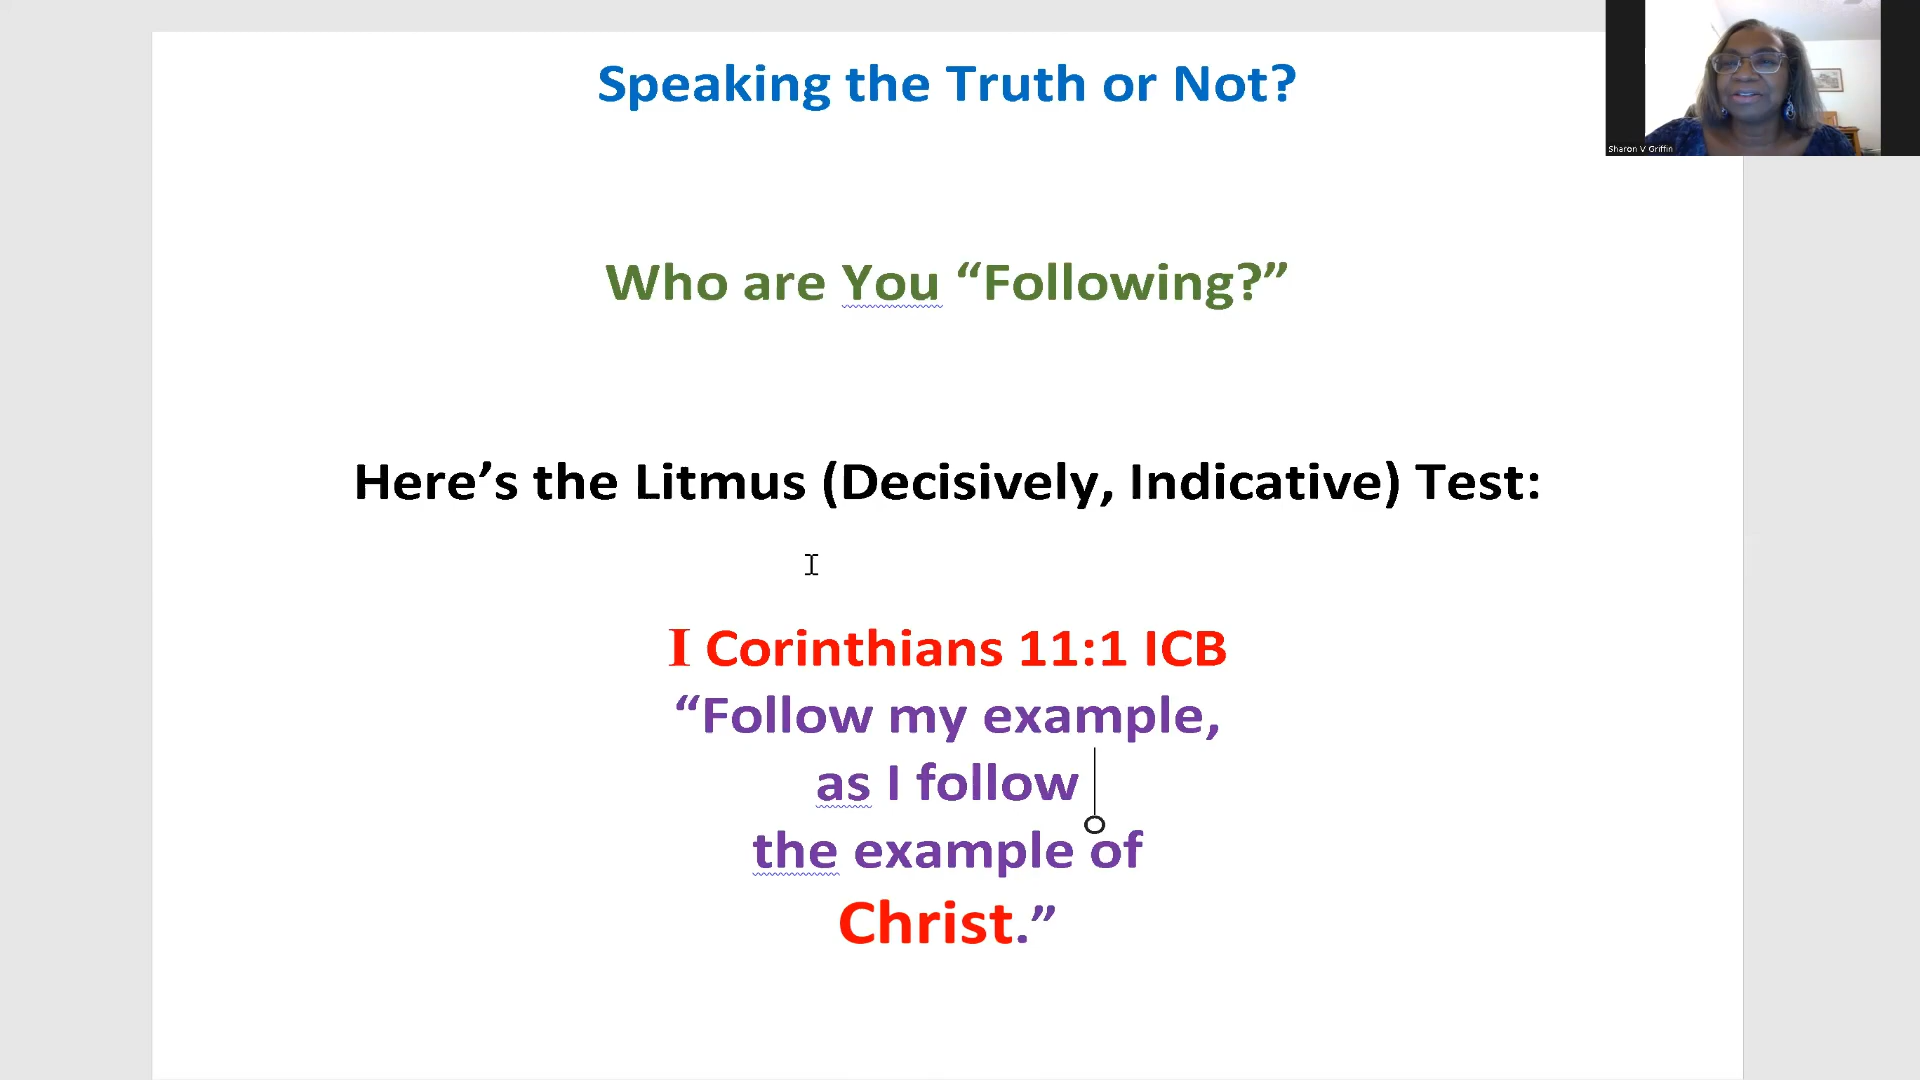 Speaking the Truth or Not?
Sharon V Griffin
Who are You “Following?”
Here’s the Litmus (Decisively, Indicative) Test:
I Corinthians 11:1 ICB
“Follow my example,
as I follow
the example of
Christ.”